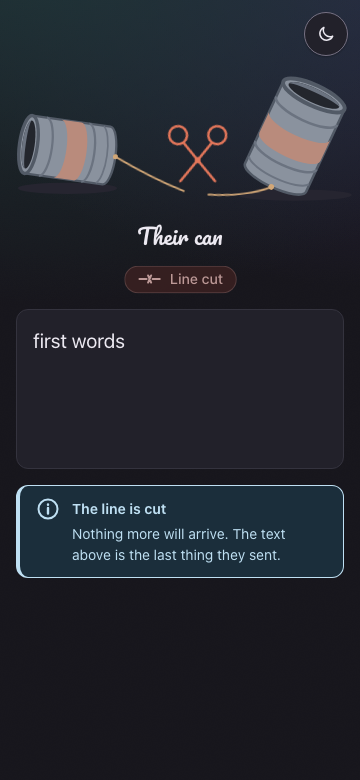 Their can
Line cut
first words
The line is cut
Nothing more will arrive. The text
above is the last thing they sent.